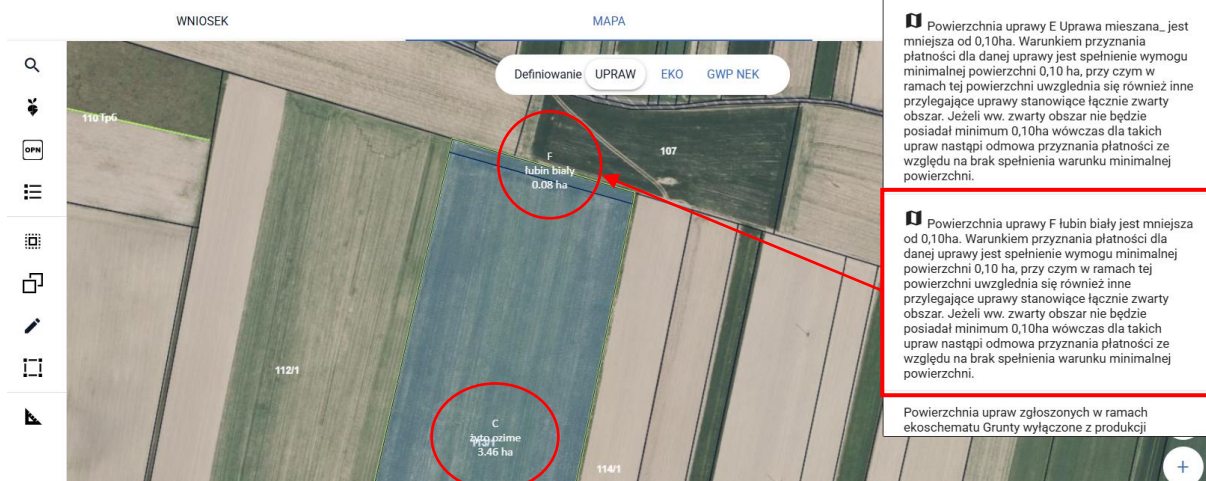 WNIOSEK
MAPA
Definiowanie UPRAW EKO GWP NEK
OPN
110 ŁpG
107
F
łubin biały
0.08 ha
112/1
C
żyto ozime
113/1
3.46 ha
114/1
Powierzchnia uprawy E Uprawa mieszana_ jest
mniejsza od 0,10ha. Warunkiem przyznania
płatności dla danej uprawy jest spełnienie wymogu
minimalnej powierzchni 0,10 ha, przy czym w
ramach tej powierzchni uwzglednia się również inne
przylegające uprawy stanowiące łącznie zwarty
obszar. Jeżeli ww. zwarty obszar nie będzie
posiadał minimum 0,10ha wówczas dla takich
upraw nastąpi odmowa przyznania płatności ze
względu na brak spełnienia warunku minimalnej
powierzchni.
Powierzchnia uprawy F łubin biały jest mniejsza
od 0,10ha. Warunkiem przyznania płatności dla
danej uprawy jest spełnienie wymogu minimalnej
powierzchni 0,10 ha, przy czym w ramach tej
powierzchni uwzglednia się również inne
przylegające uprawy stanowiące łącznie zwarty
obszar. Jeżeli ww. zwarty obszar nie będzie
posiadał minimum 0,10ha wówczas dla takich
upraw nastąpi odmowa przyznania płatności ze
względu na brak spełnienia warunku minimalnej
powierzchni.
Powierzchnia upraw zgłoszonych w ramach
ekoschematu Grunty wyłączone z produkcji